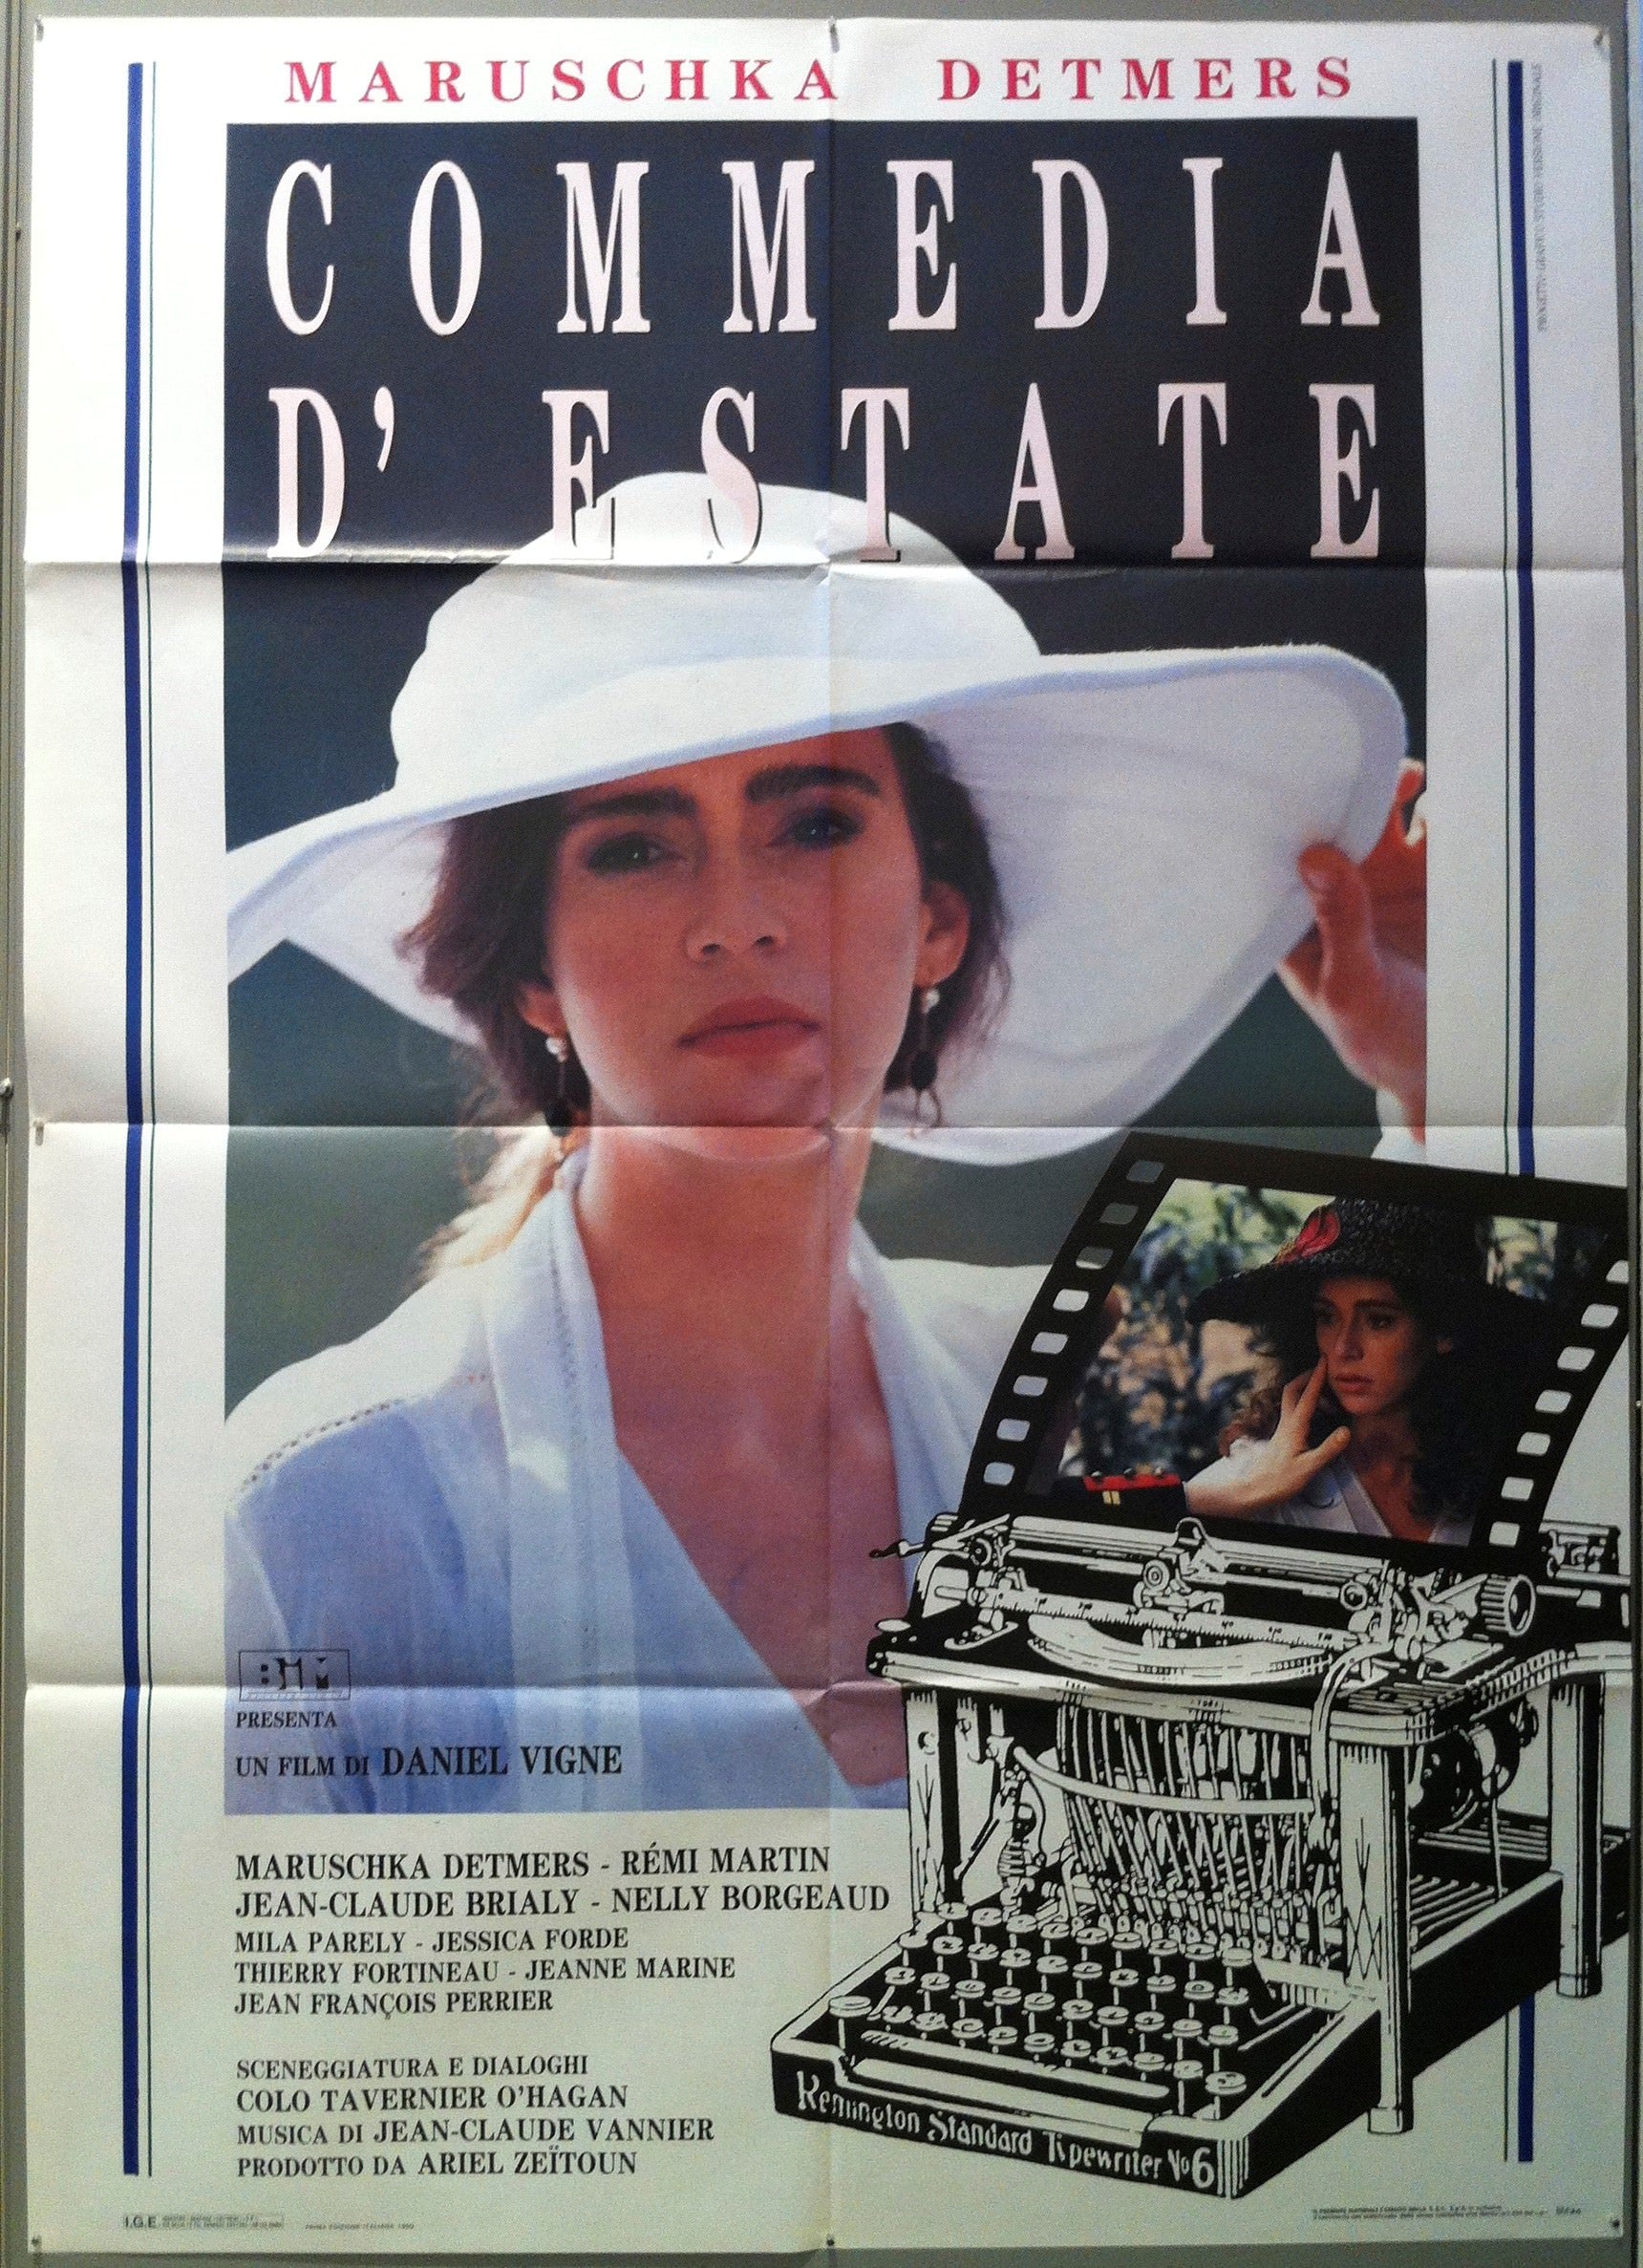 MARUSCHKA DETMERS
COMMEDIA
D'ESTATE
BIM
PRESENTA
UN FILM DI DANIEL VIGNE
MARUSCHKA DETMERS - RÉMI MARTIN
JEAN-CLAUDE BRIALY - NELLY BORGEAUD
MILA PARELY - JESSICA FORDE
THIERRY FORTINEAU - JEANNE MARINE
JEAN FRANÇOIS PERRIER
SCENEGGIATURA E DIALOGHI
COLO TAVERNIER O'HAGAN
MUSICA DI JEAN-CLAUDE VANNIER
PRODOTTO DA ARIEL ZEÏTOUN
Remington Standard Tipewriter No 6
I.G.E